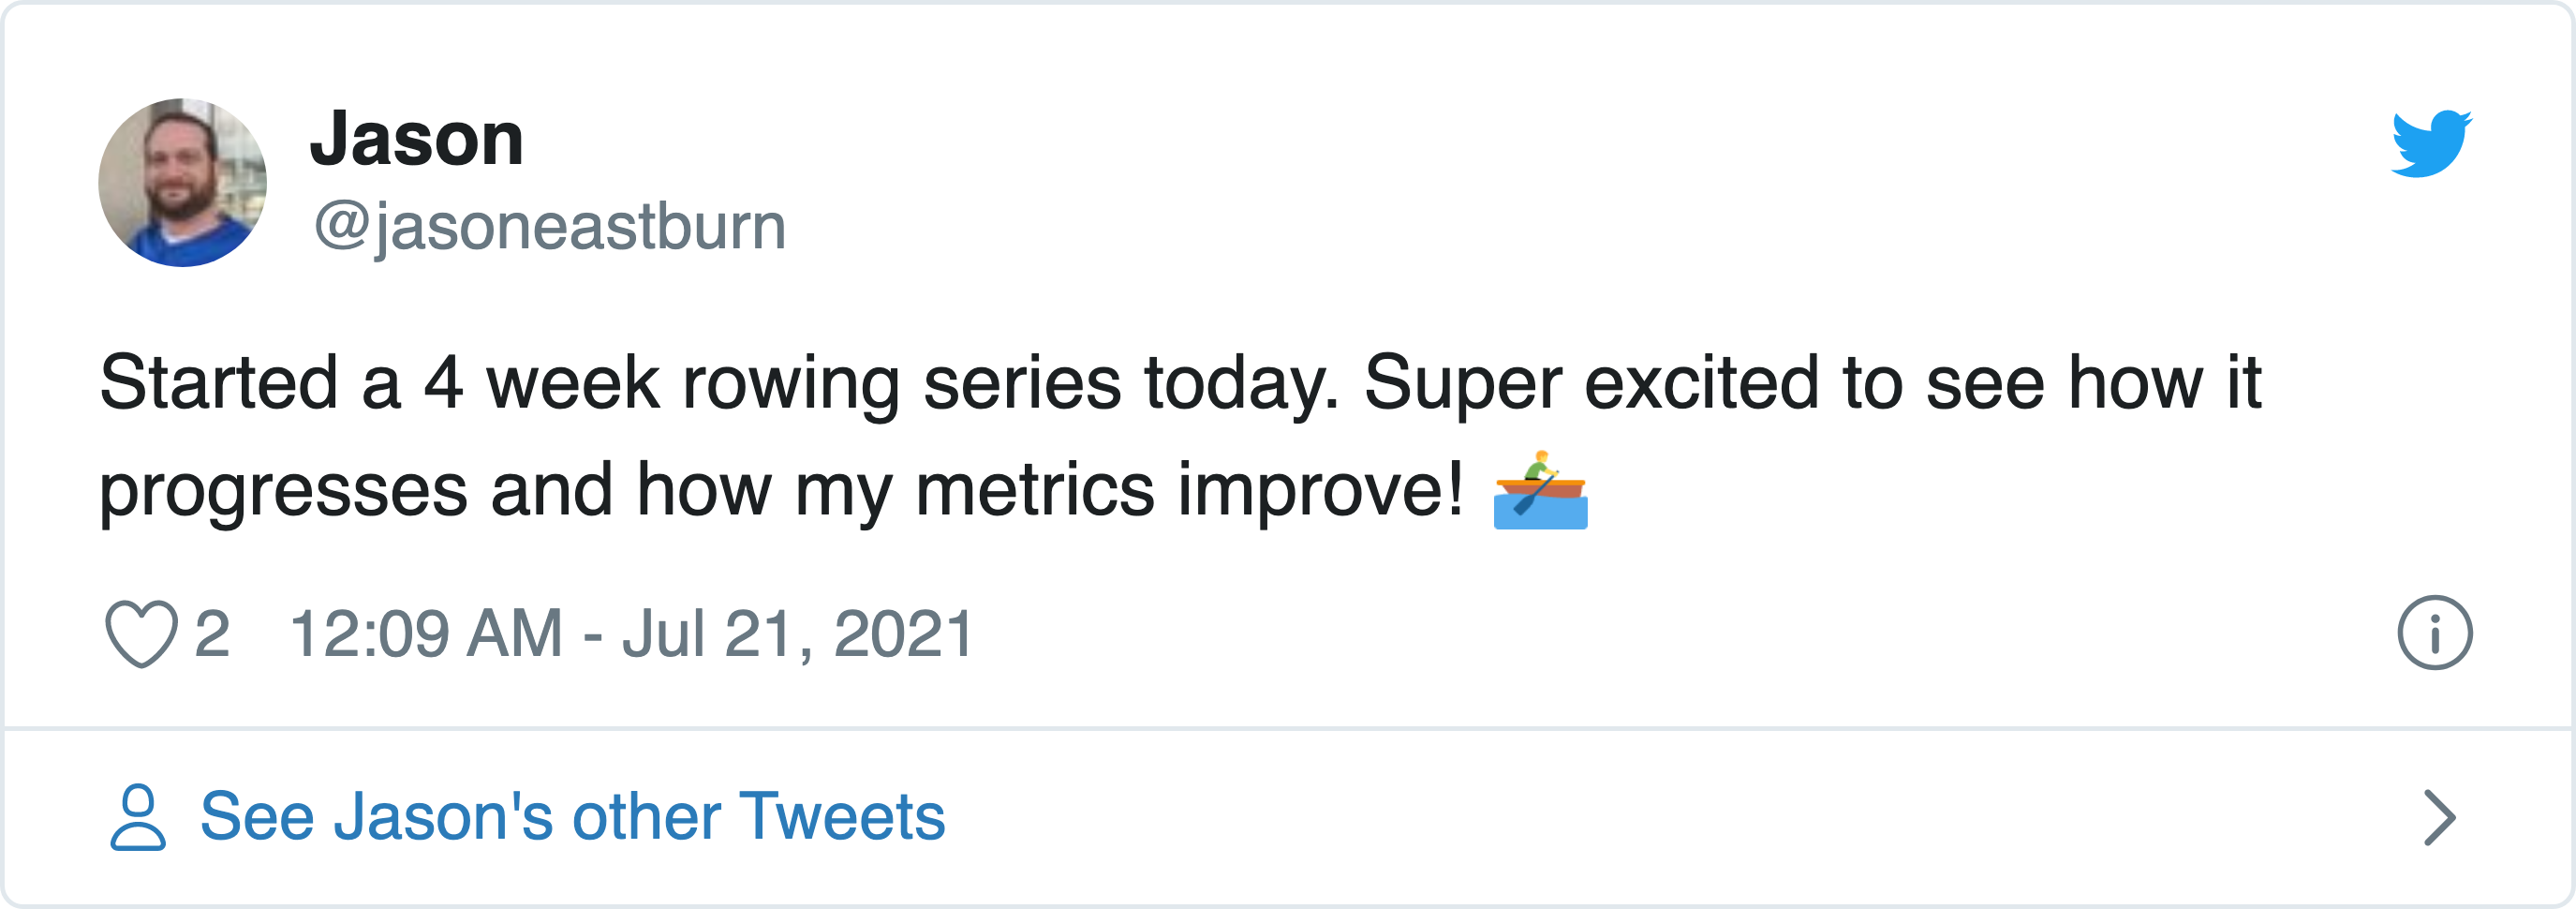 Jason
@jasoneastburn
Started a 4 week rowing series today. Super excited to see how it
progresses and how my metrics improve! 🚣
2 12:09 AM - Jul 21, 2021
See Jason's other Tweets